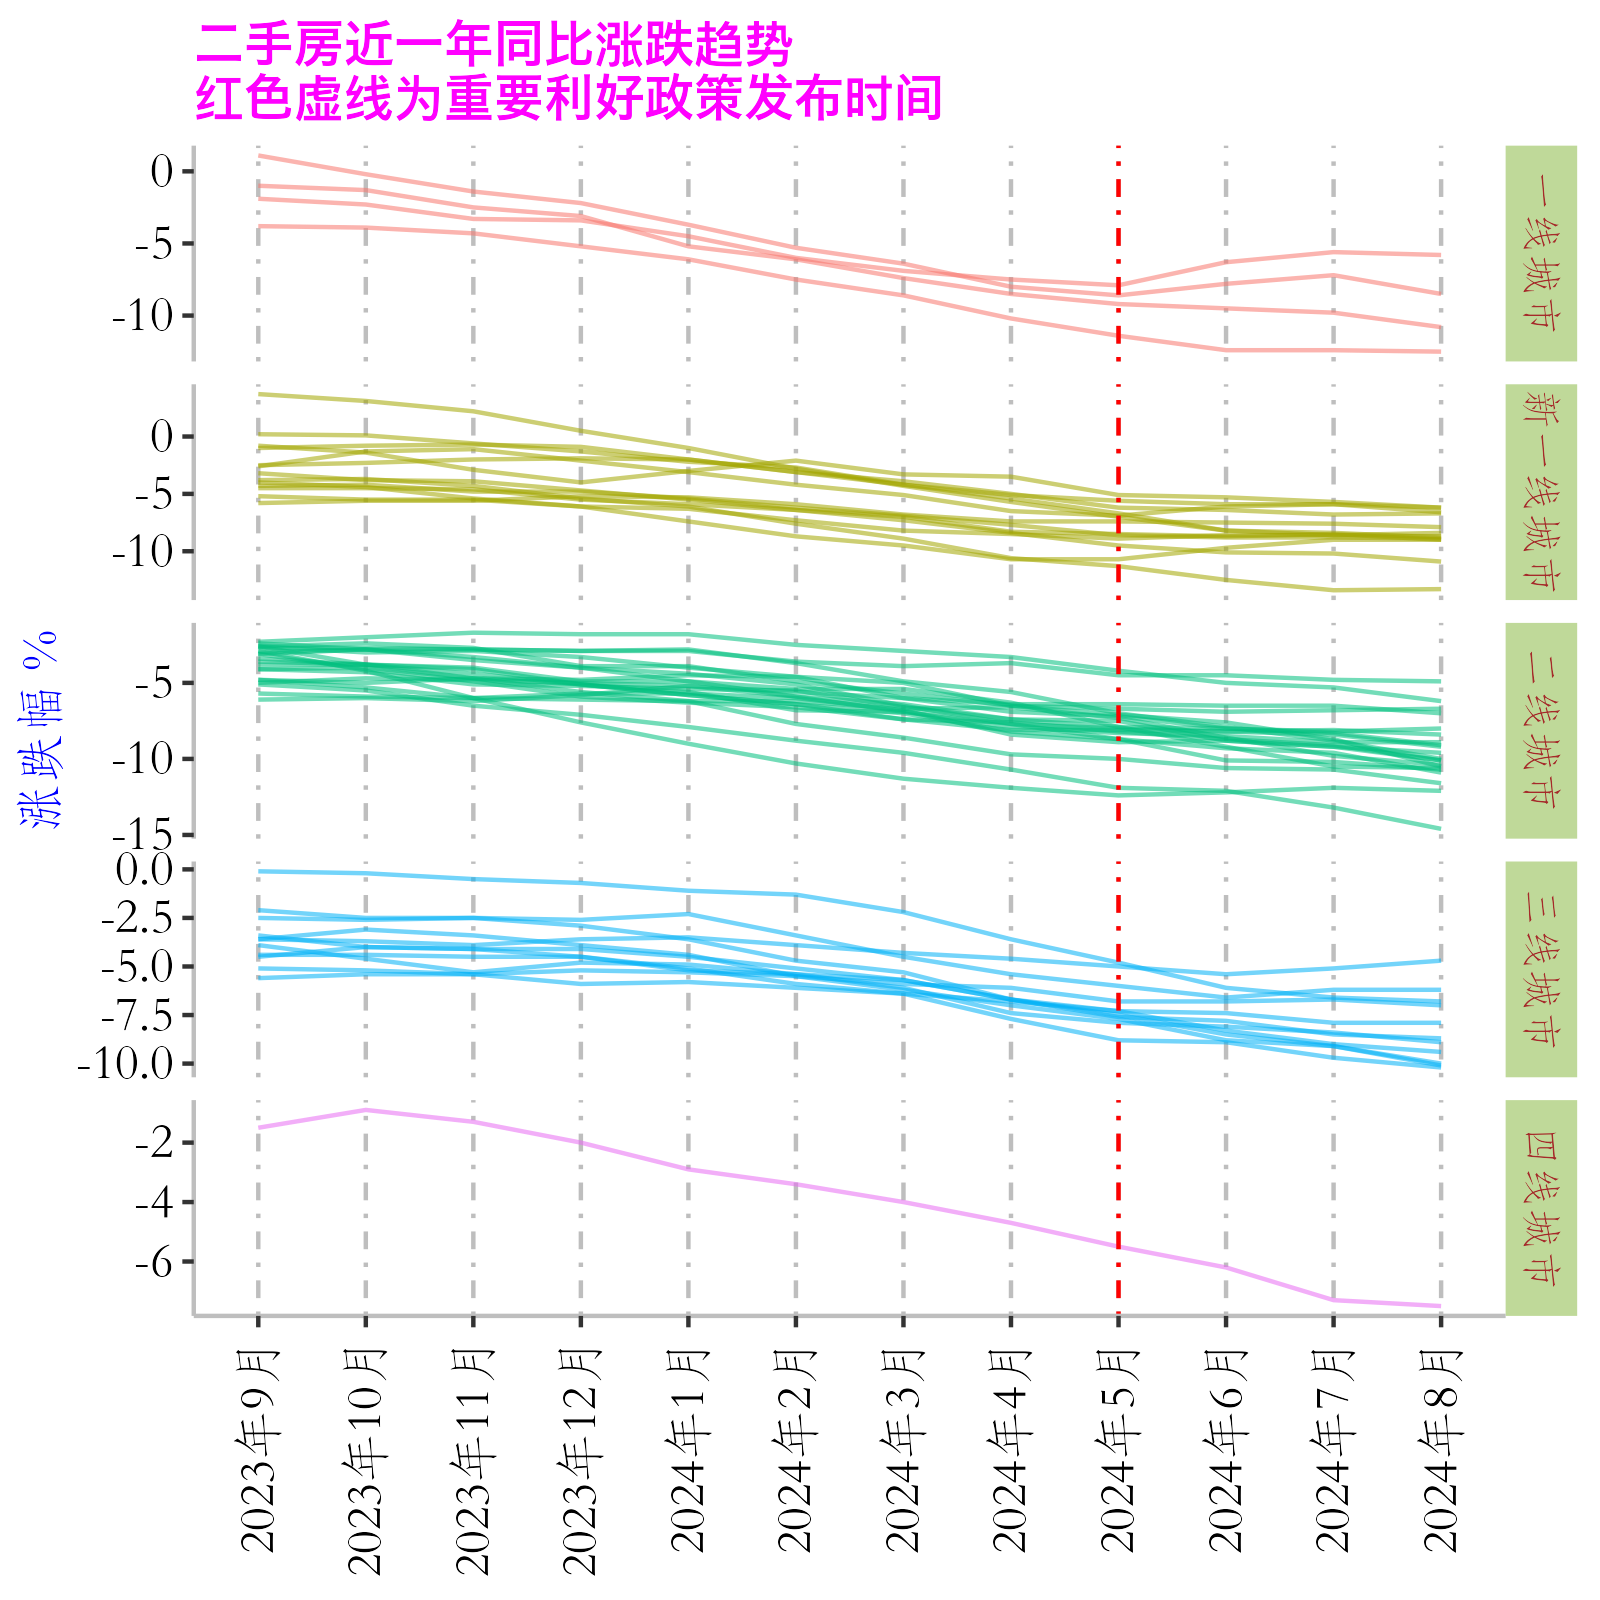 二手房近一年同比涨跌趋势
红色虚线为重要利好政策发布时间
涨跌幅 %
0
-5
-10
一线城市
0
-5
-10
新一线城市
-5
-10
-15
二线城市
0.0
-2.5
-5.0
-7.5
-10.0
三线城市
-2
-4
-6
四线城市
2023年9月
2023年10月
2023年11月
2023年12月
2024年1月
2024年2月
2024年3月
2024年4月
2024年5月
2024年6月
2024年7月
2024年8月